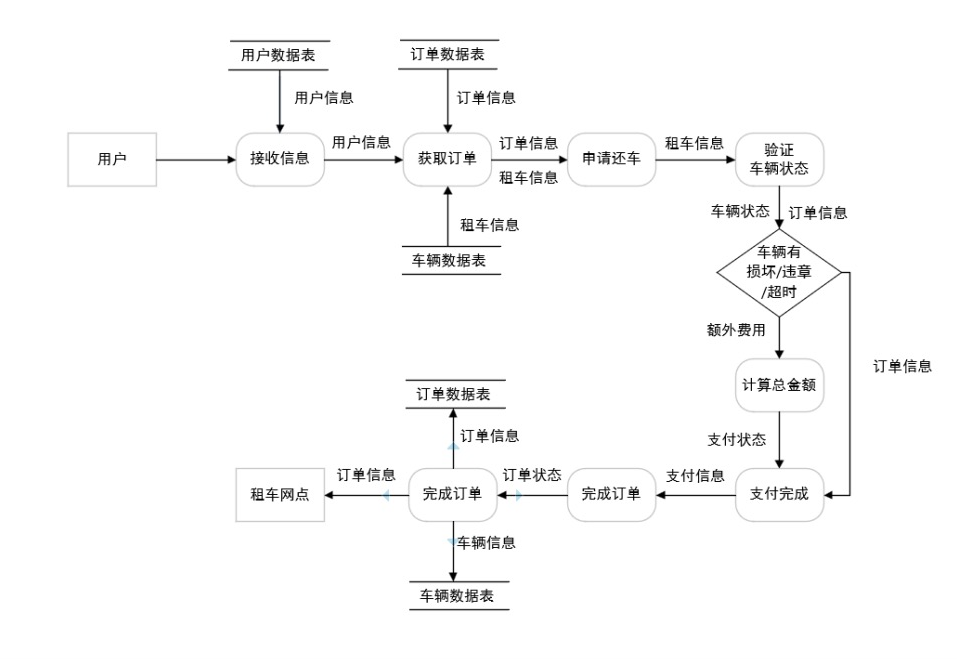 用户数据表
订单数据表
用户信息
订单信息
用户
接收信息
用户信息
获取订单
订单信息
租车信息
申请还车
租车信息
验证
车辆状态
租车信息
车辆数据表
车辆状态
订单信息
车辆有
损坏/违章
/超时
额外费用
订单信息
计算总金额
订单数据表
订单信息
支付状态
租车网点
订单信息
完成订单
订单状态
完成订单
支付信息
支付完成
车辆信息
车辆数据表